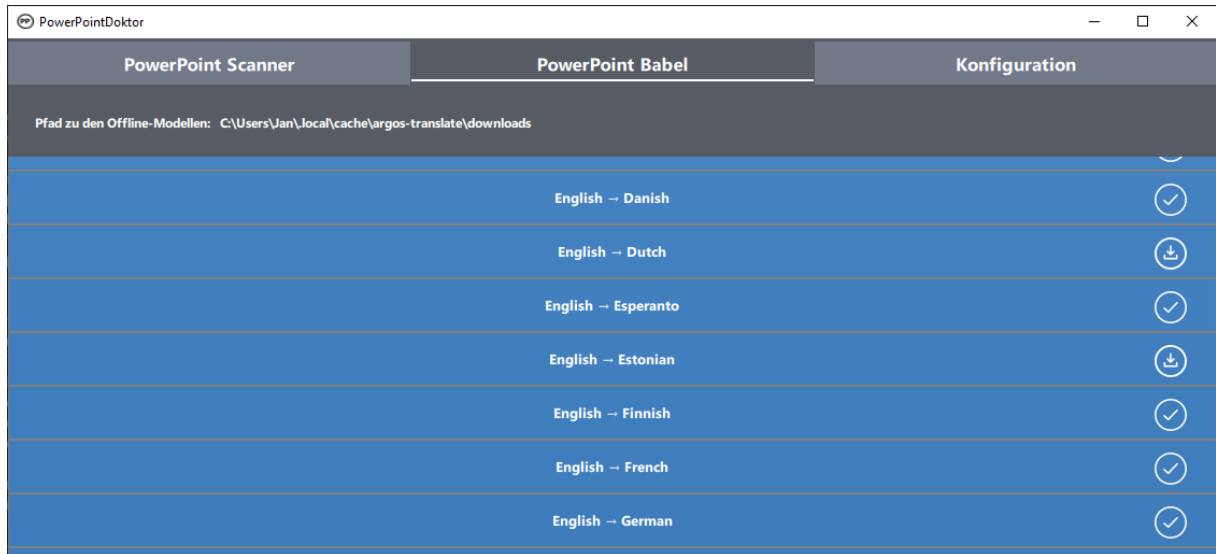 PP PowerPointDoktor
PowerPoint Scanner PowerPoint Babel Konfiguration
Pfad zu den Offline-Modellen: C:\Users\Jan\.local\cache\argos-translate\downloads
English → Danish
English → Dutch
English → Esperanto
English → Estonian
English → Finnish
English → French
English → German